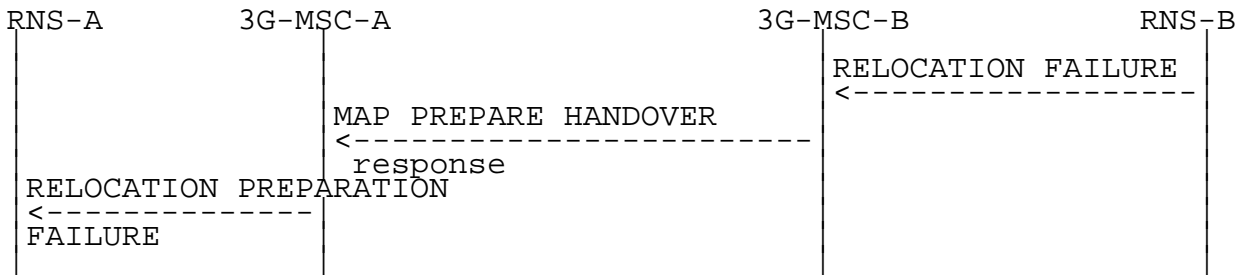 RNS-A 3G-MSC-A 3G-MSC-B RNS-B
RELOCATION FAILURE
MAP PREPARE HANDOVER
response
RELOCATION PREPARATION
FAILURE